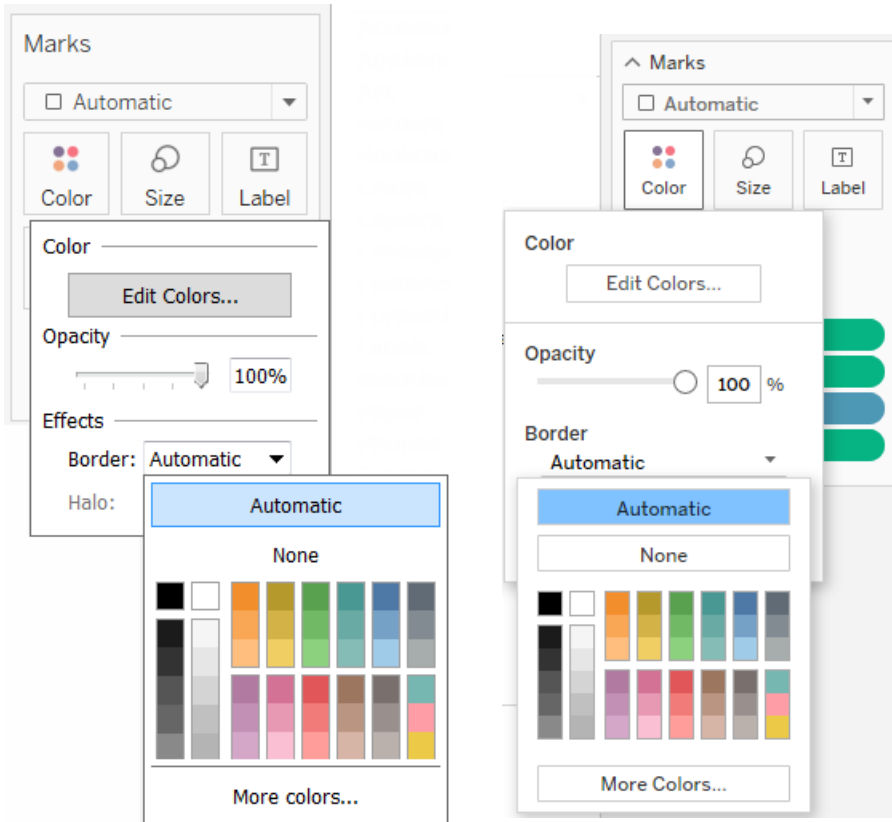 Marks
Automatic
Color Size Label
Color
Edit Colors...
Opacity
100%
Effects
Border: Automatic
Halo:
Automatic
None
More colors...
Marks
Automatic
Color Size Label
Color
Edit Colors...
Opacity
100 %
Border
Automatic
Automatic
None
More Colors...